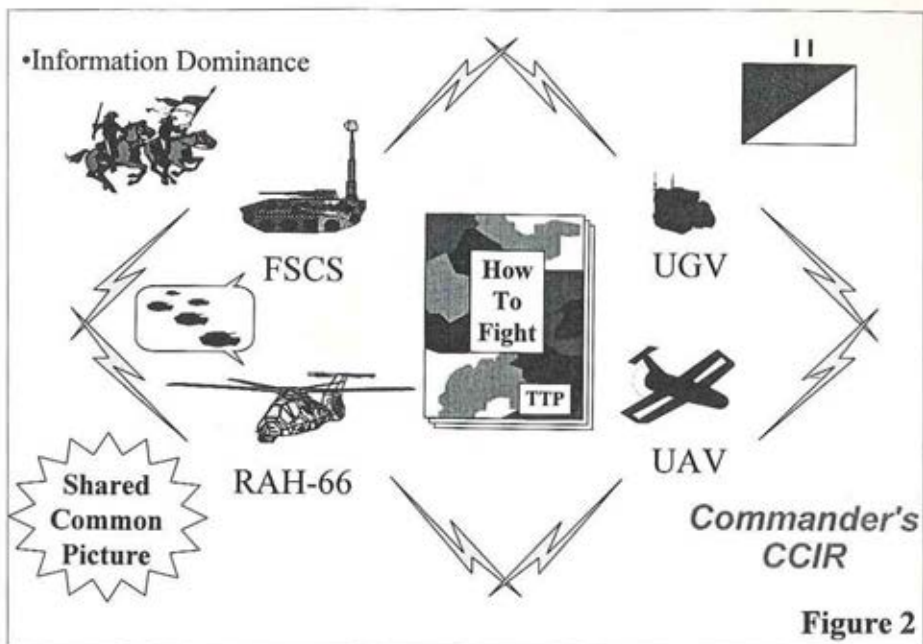 •Information Dominance
II
FSCS
UGV
How
To
Fight
TTP
RAH-66
UAV
Shared
Common
Picture
Commander's
CCIR
Figure 2